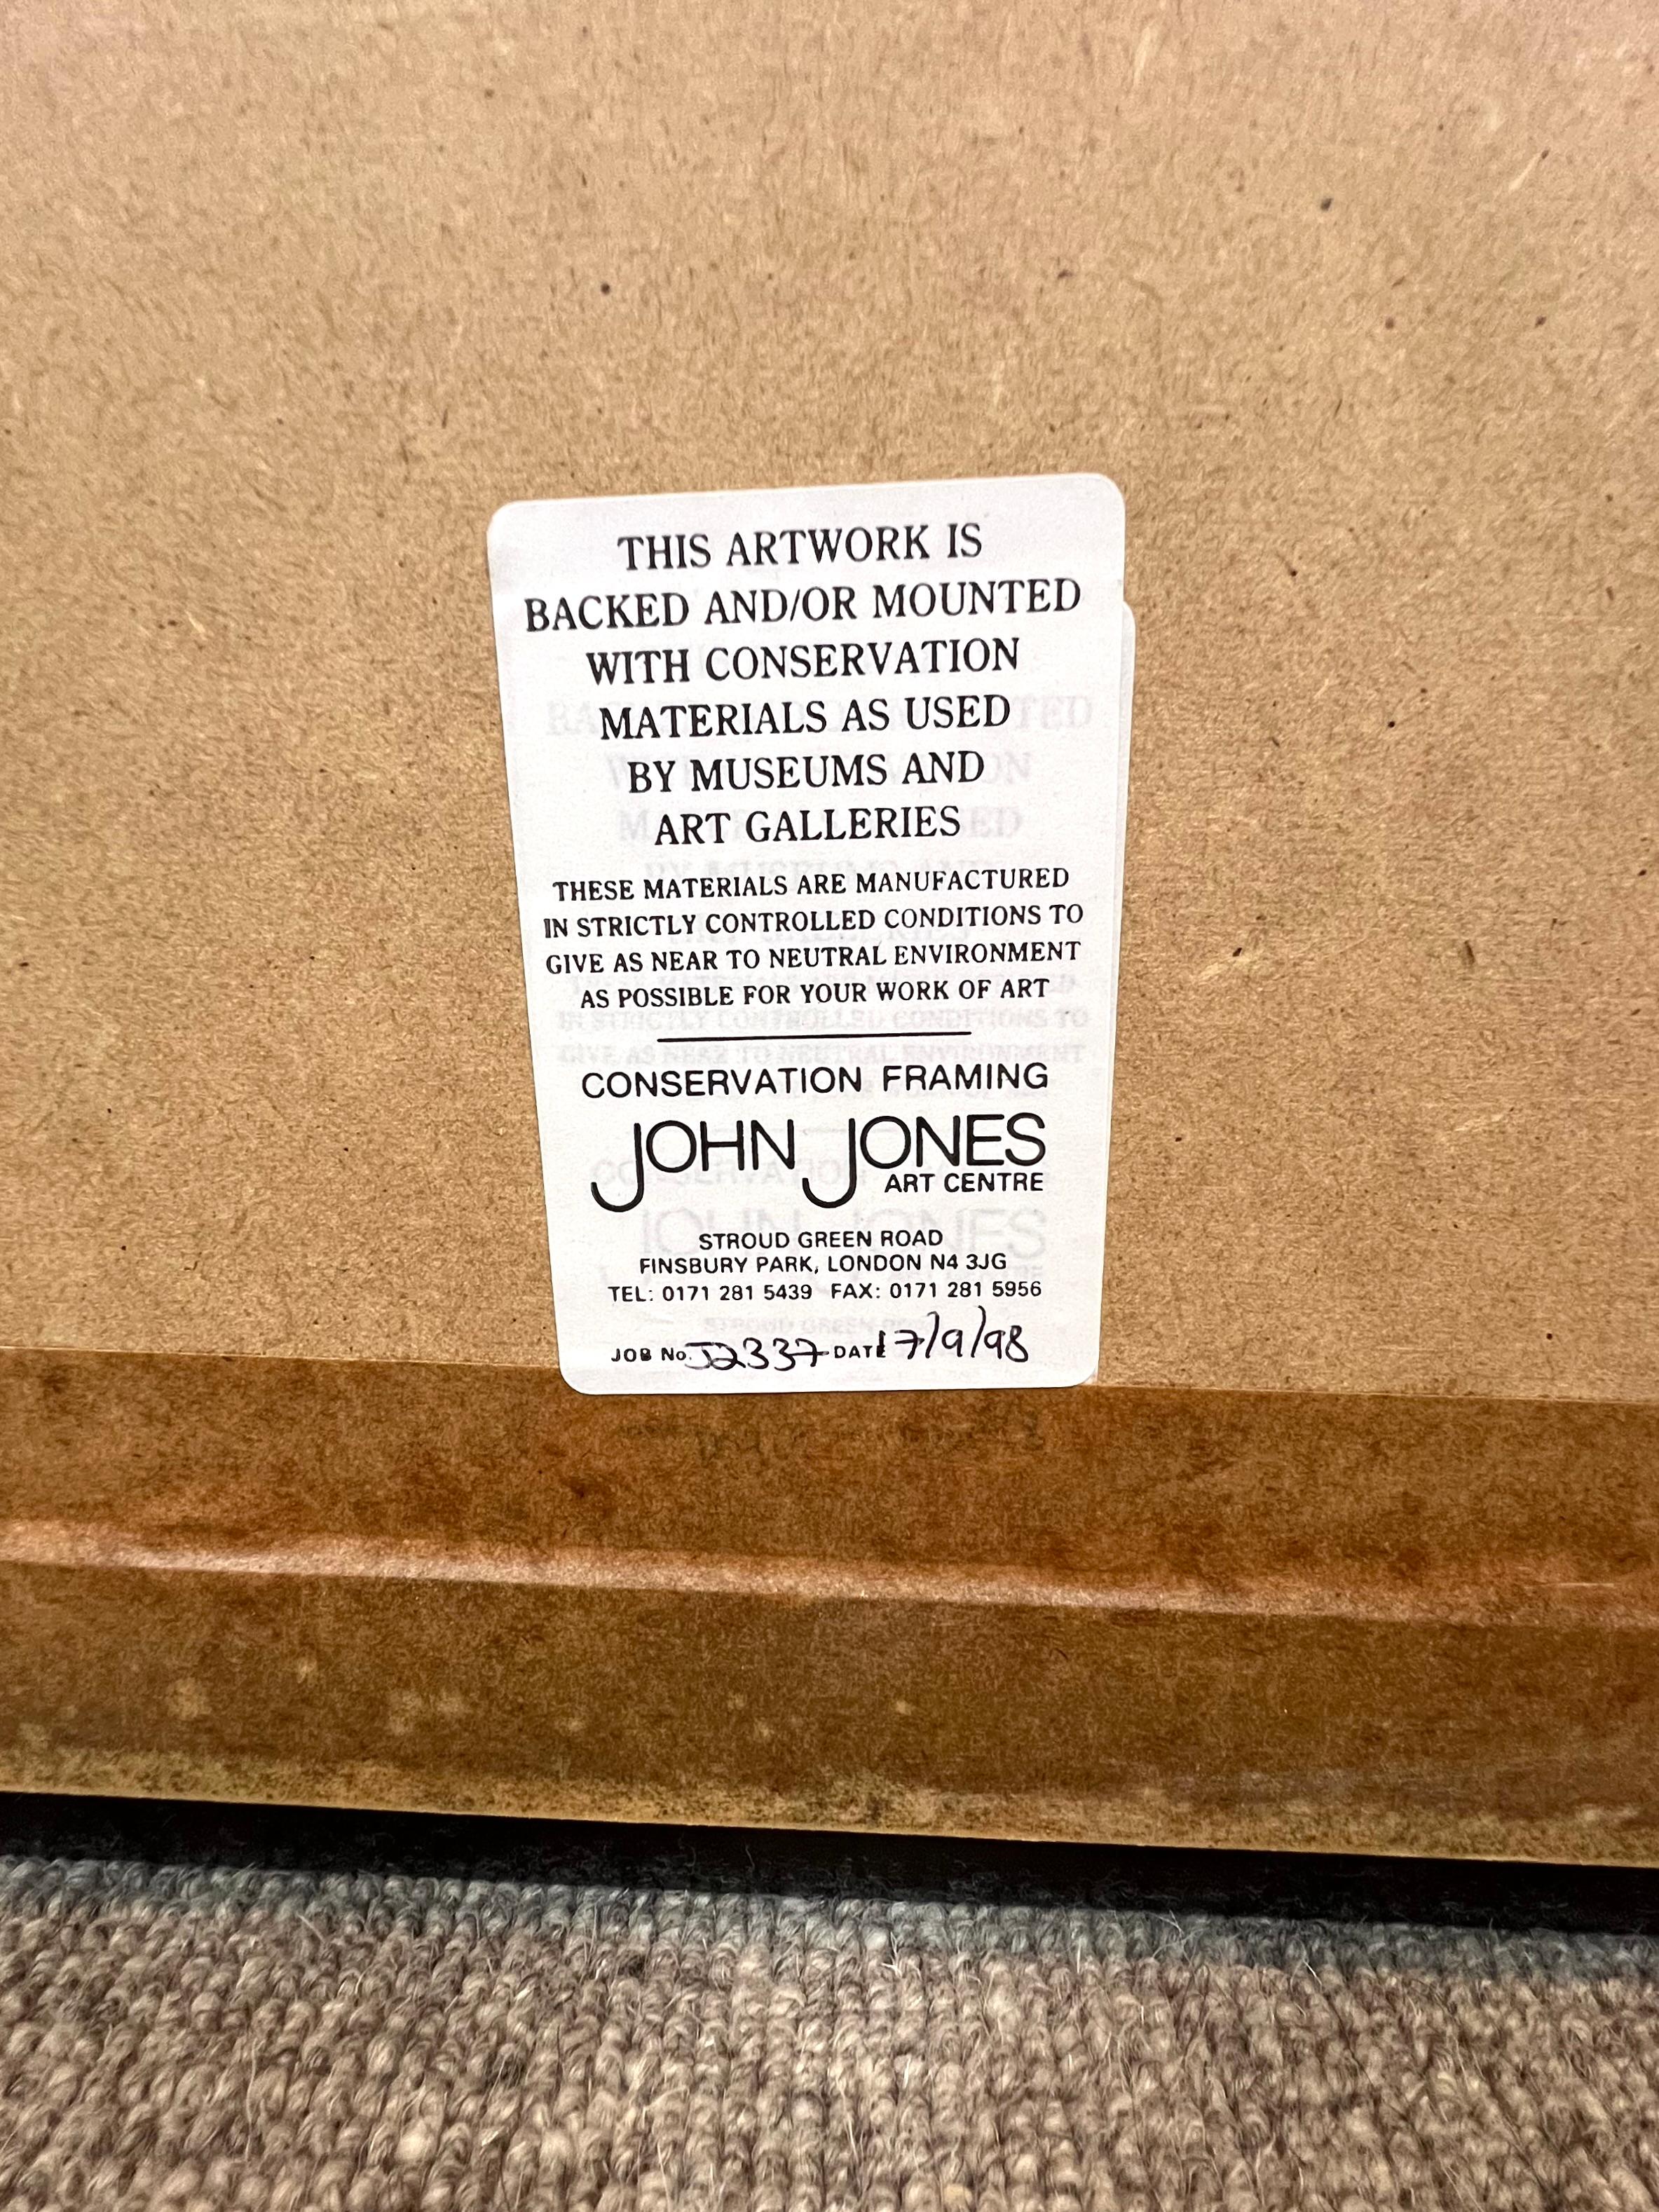 THIS ARTWORK IS
BACKED AND/OR MOUNTED
WITH CONSERVATION
MATERIALS AS USED
BY MUSEUMS AND
ART GALLERIES
THESE MATERIALS ARE MANUFACTURED
IN STRICTLY CONTROLLED CONDITIONS TO
GIVE AS NEAR TO NEUTRAL ENVIRONMENT
AS POSSIBLE FOR YOUR WORK OF ART
CONSERVATION FRAMING
JOHN JONES
ART CENTRE
STROUD GREEN ROAD
FINSBURY PARK, LONDON N4 3JG
TEL: 0171 281 5439 FAX: 0171 281 5956
JOB No. J2337 DATE 17/9/98